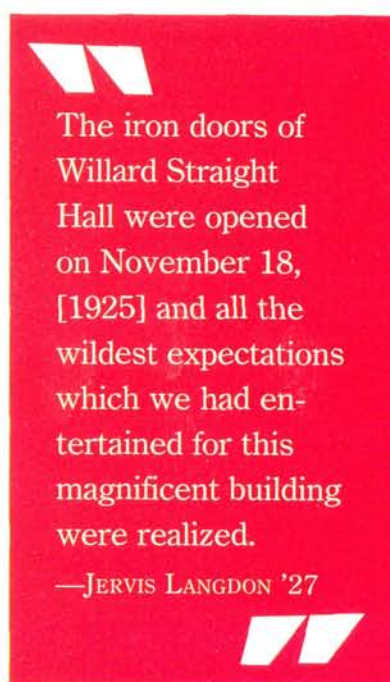 The iron doors of
Willard Straight
Hall were opened
on November 18,
[1925] and all the
wildest expectations
which we had en-
tertained for this
magnificent building
were realized.
—JERVIS LANGDON '27